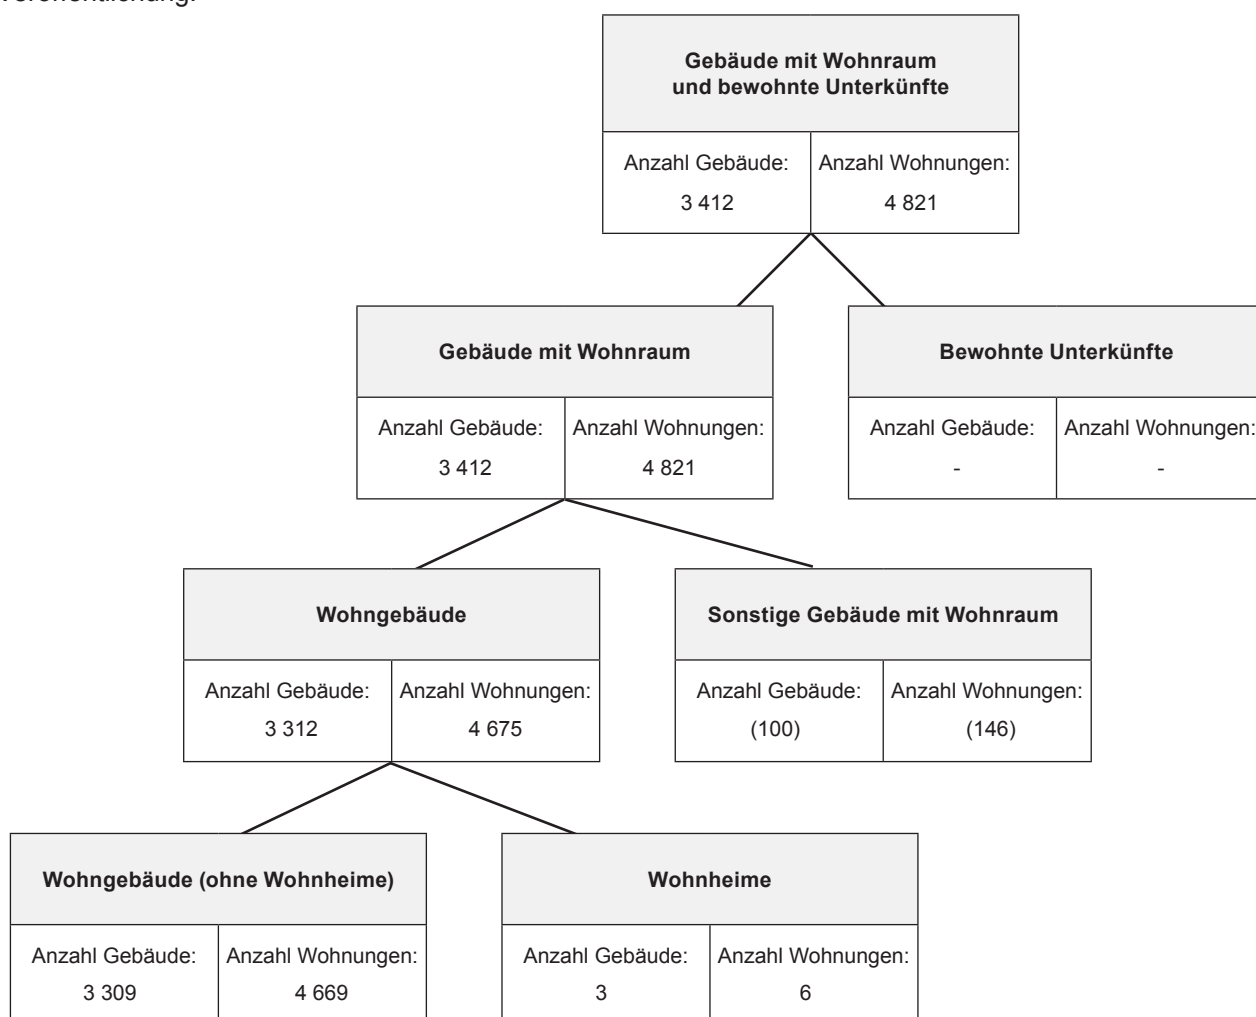 Veröffentlichung.
Gebäude mit Wohnraum
und bewohnte Unterkünfte
Anzahl Gebäude:
3 412
Anzahl Wohnungen:
4 821
Gebäude mit Wohnraum
Anzahl Gebäude:
3 412
Anzahl Wohnungen:
4 821
Bewohnte Unterkünfte
Anzahl Gebäude:
-
Anzahl Wohnungen:
-
Wohngebäude
Anzahl Gebäude:
3 312
Anzahl Wohnungen:
4 675
Sonstige Gebäude mit Wohnraum
Anzahl Gebäude:
(100)
Anzahl Wohnungen:
(146)
Wohngebäude (ohne Wohnheime)
Anzahl Gebäude:
3 309
Anzahl Wohnungen:
4 669
Wohnheime
Anzahl Gebäude:
3
Anzahl Wohnungen:
6